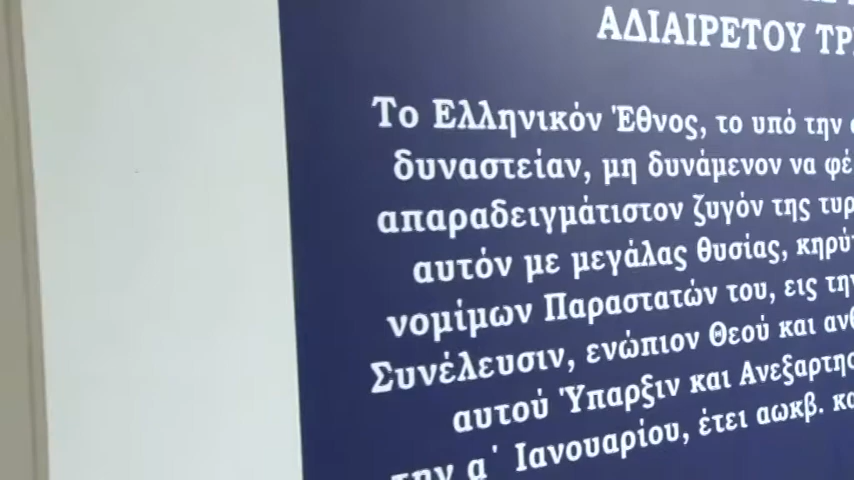 ΑΔΙΑΙΡΕΤΟΥ
Το Ελληνικόν Έθνος, το υπό την
δυναστείαν, μη δυνάμενον να
απαραδειγμάτιστον ζυγόν της
αυτόν με μεγάλας θυσίας,
νομίμων Παραστατών του, εις
Συνέλευσιν, ενώπιον Θεού και
αυτού Ύπαρξιν και
την α΄ Ιανουαρίου, έτει αωκβ.